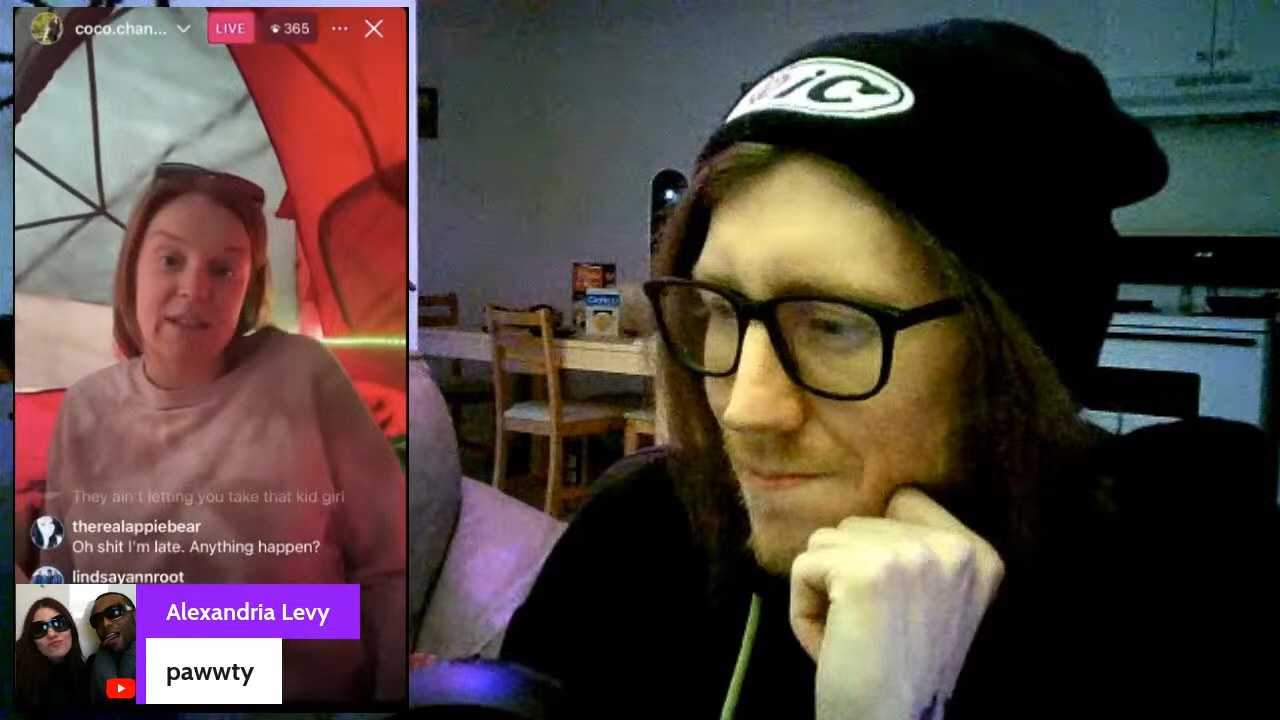 coco.chan...
LIVE
365
They ain't letting you take that kid girl
therealappiebear
Oh shit I'm late. Anything happen?
lindsayannroot
Alexandria Levy
pawwty